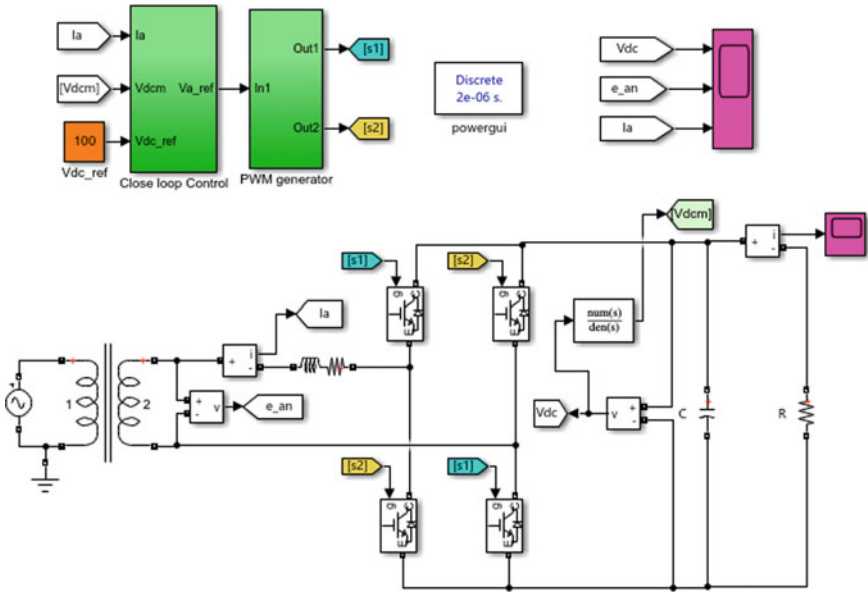 Ia
Ia
[Vdcm]
Vdcm
Va_ref
100
Vdc_ref
Vdc_ref
Close loop Control
In1
Out1
Out2
PWM generator
[s1]
[s2]
Discrete
2e-06 s.
powergui
Vdc
e_an
Ia
[Vdcm]
+
i
-
[s1]
[s2]
g
C
E
g
C
E
Ia
num(s)
den(s)
+
i
-
1
2
+
-
v
e_an
Vdc
v
+
-
C
+
R
[s2]
[s1]
g
C
E
g
C
E